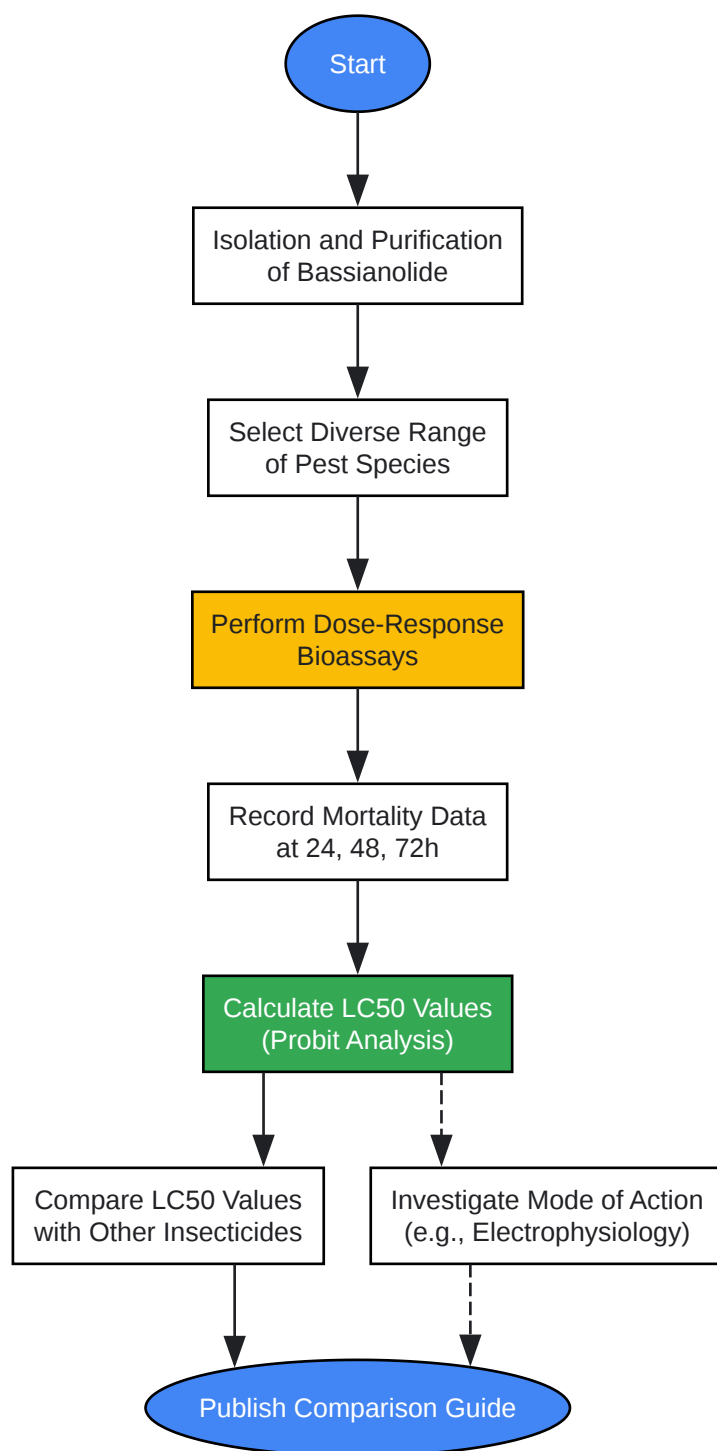 Start
Isolation and Purification
of Bassianolide
Select Diverse Range
of Pest Species
Perform Dose-Response
Bioassays
Record Mortality Data
at 24, 48, 72h
Calculate LC50 Values
(Probit Analysis)
Compare LC50 Values
with Other Insecticides
Investigate Mode of Action
(e.g., Electrophysiology)
Publish Comparison Guide